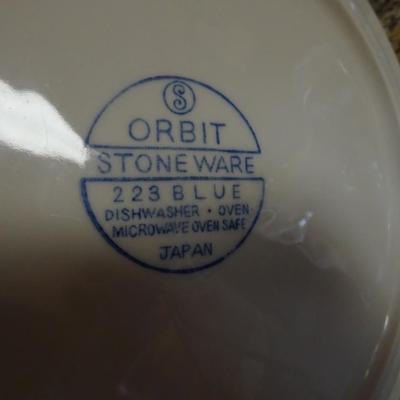 S
ORBIT
STONEWARE
223 BLUE
DISHWASHER · OVEN
MICROWAVE OVEN SAFE
JAPAN